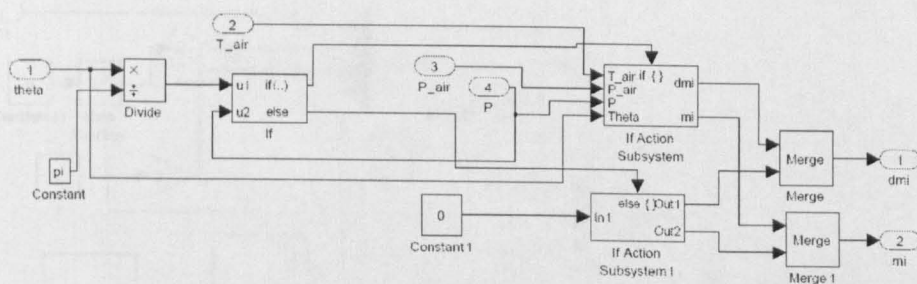 2
T_air
1
theta
×
÷
Divide
pi
Constant
u1 if(..)
u2 else
If
3
P_air
4
P
T_air if { }
P_air
P
Theta
dmi
mi
If Action
Subsystem
0
Constant 1
else { }
In1
Out1
Out2
If Action
Subsystem 1
Merge
Merge
Merge
Merge 1
1
dmi
2
mi